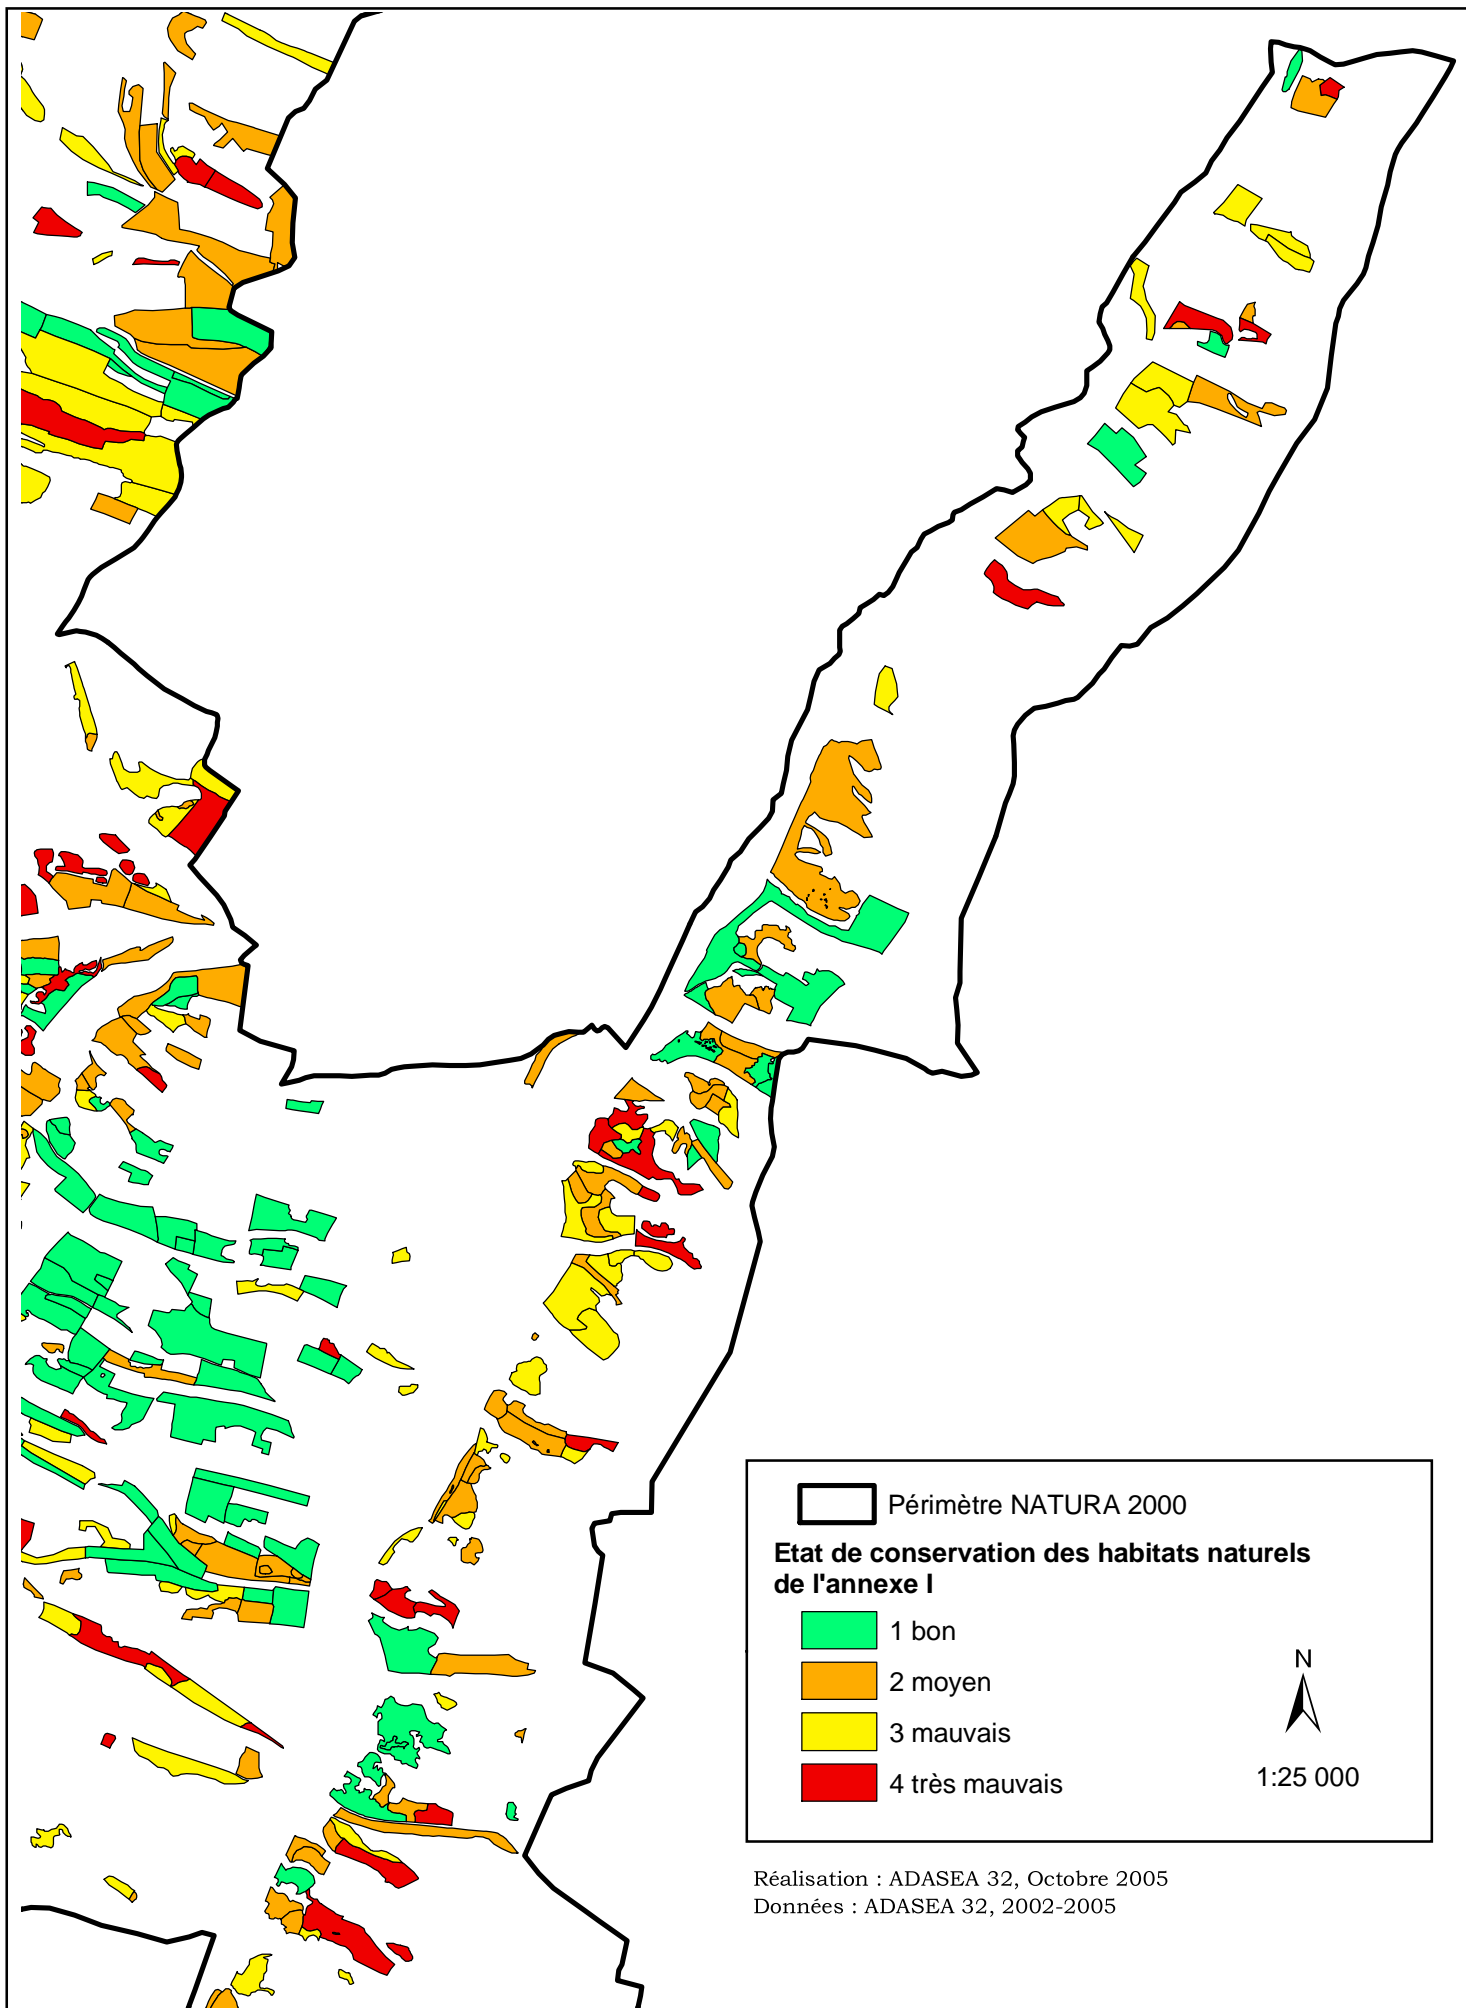 Périmètre NATURA 2000
Etat de conservation des habitats naturels
de l'annexe I
1 bon
2 moyen
3 mauvais
4 très mauvais
N
1:25 000
Réalisation : ADASEA 32, Octobre 2005
Données : ADASEA 32, 2002-2005